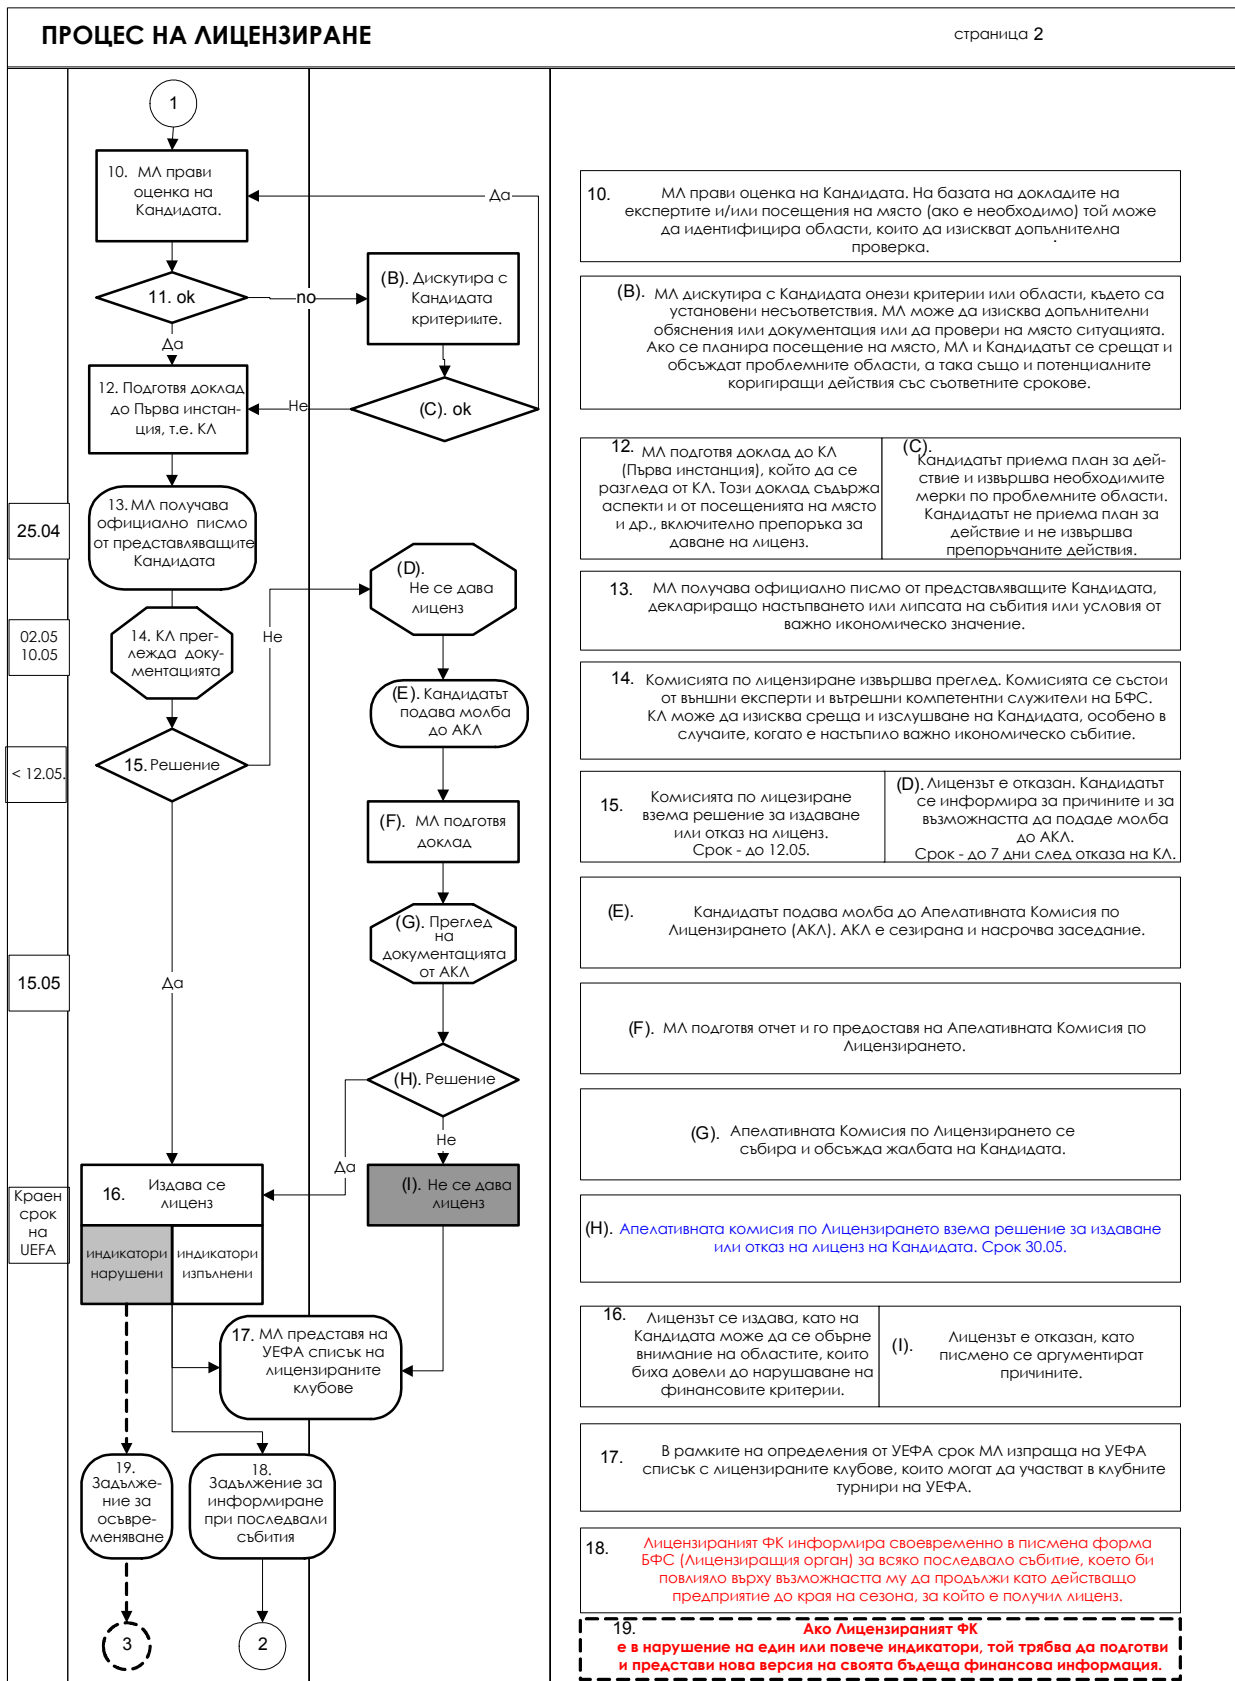 ПРОЦЕС НА ЛИЦЕНЗИРАНЕ
страница 2
1
10. МЛ прави
оценка на
Кандидата.
Да
11. ok
no
(B). Дискутира с
Кандидата
критериите.
Да
12. Подготвя доклад
до Първа инстан-
ция, т.е. КЛ
Не
(C). ok
25.04
13. МЛ получава
официално писмо
от представляващите
Кандидата
(D).
Не се дава
лиценз
02.05
10.05
14. КЛ прег-
лежда доку-
ментацията
Не
(E). Кандидатът
подава молба
до АКЛ
< 12.05.
15. Решение
(F). МЛ подготвя
доклад
(G). Преглед
на
документацията
от АКЛ
15.05
Да
(H). Решение
Не
Да
Краен
срок
на
UEFA
16. Издава се
лиценз
(I). Не се дава
лиценз
индикатори
нарушени
индикатори
изпълнени
17. МЛ представя на
УЕФА списък на
лицензираните
клубове
19.
Задълже-
ние за
осъвре-
меняване
18.
Задължение за
информиране
при последвали
събития
3
2
10. МЛ прави оценка на Кандидата. На базата на докладите на
експертите и/или посещения на място (ако е необходимо) той може
да идентифицира области, които да изискват допълнителна
проверка.
(B). МЛ дискутира с Кандидата онези критерии или области, където са
установени несъответствия. МЛ може да изисква допълнителни
обяснения или документация или да провери на място ситуацията.
Ако се планира посещение на място, МЛ и Кандидатът се срещат и
обсъждат проблемните области, а така също и потенциалните
коригиращи действия със съответните срокове.
12. МЛ подготвя доклад до КЛ
(Първа инстанция), който да се
разгледа от КЛ. Този доклад съдържа
аспекти и от посещенията на място
и др., включително препоръка за
даване на лиценз.
(C).
Кандидатът приема план за дей-
ствие и извършва необходимите
мерки по проблемните области.
Кандидатът не приема план за
действие и не извършва
препоръчаните действия.
13. МЛ получава официално писмо от представляващите Кандидата,
деклариращо настъпването или липсата на събития или условия от
важно икономическо значение.
14. Комисията по лицензиране извършва преглед. Комисията се състои
от външни експерти и вътрешни компетентни служители на БФС.
КЛ може да изисква среща и изслушване на Кандидата, особено в
случаите, когато е настъпило важно икономическо събитие.
15. Комисията по лицезиране
взема решение за издаване
или отказ на лиценз.
Срок - до 12.05.
(D). Лицензът е отказан. Кандидатът
се информира за причините и за
възможността да подаде молба
до АКЛ.
Срок - до 7 дни след отказа на КЛ.
(E). Кандидатът подава молба до Апелативната Комисия по
Лицензирането (АКЛ). АКЛ е сезирана и насрочва заседание.
(F). МЛ подготвя отчет и го предоставя на Апелативната Комисия по
Лицензирането.
(G). Апелативната Комисия по Лицензирането се
събира и обсъжда жалбата на Кандидата.
(H). Апелативната комисия по Лицензирането взема решение за издаване
или отказ на лиценз на Кандидата. Срок 30.05.
16. Лицензът се издава, като на
Кандидата може да се обърне
внимание на областите, които
биха довели до нарушаване на
финансовите критерии.
(I). Лицензът е отказан, като
писмено се аргументират
причините.
17. В рамките на определения от УЕФА срок МЛ изпраща на УЕФА
списък с лицензираните клубове, които могат да участват в клубните
турнири на УЕФА.
18. Лицензираният ФК информира своевременно в писмена форма
БФС (Лицензиращия орган) за всяко последвало събитие, което би
повлияло върху възможността му да продължи като действащо
предприятие до края на сезона, за който е получил лиценз.
19. Ако Лицензираният ФК
е в нарушение на един или повече индикатори, той трябва да подготви
и представи нова версия на своята бъдеща финансова информация.